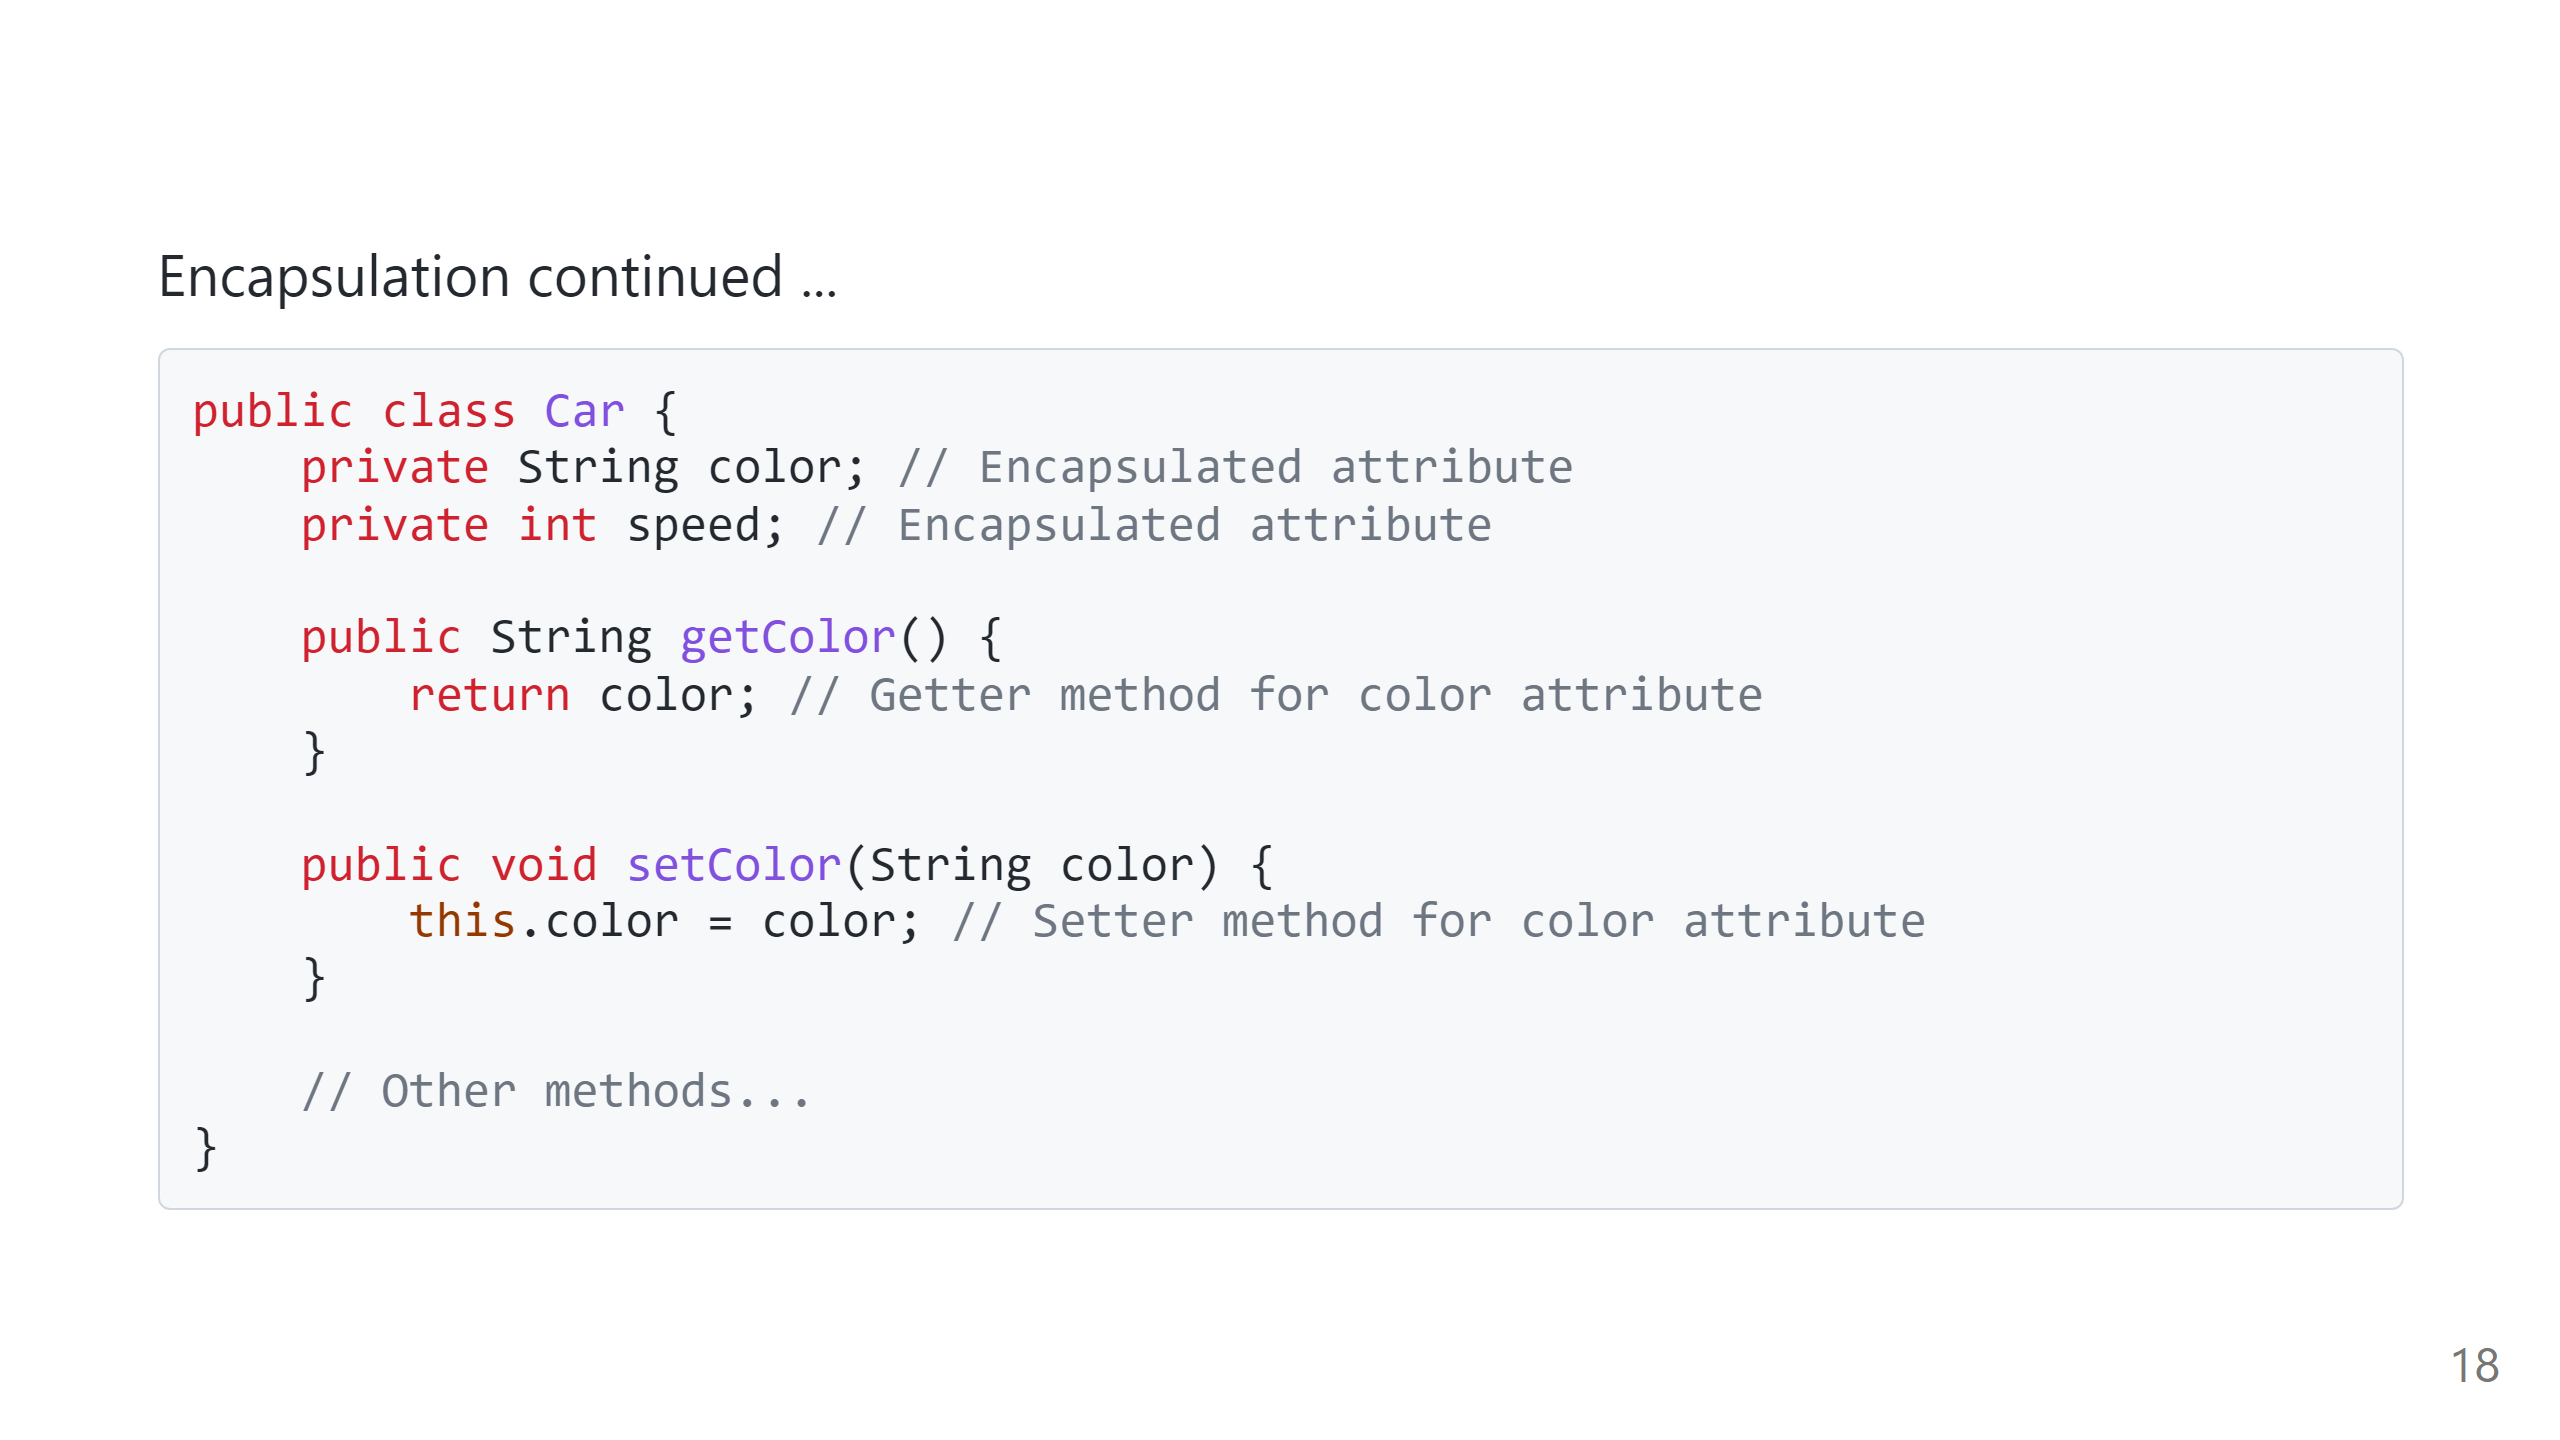 Encapsulation continued ...
public class Car {
    private String color; // Encapsulated attribute
    private int speed; // Encapsulated attribute

    public String getColor() {
        return color; // Getter method for color attribute
    }

    public void setColor(String color) {
        this.color = color; // Setter method for color attribute
    }

    // Other methods...
}
18